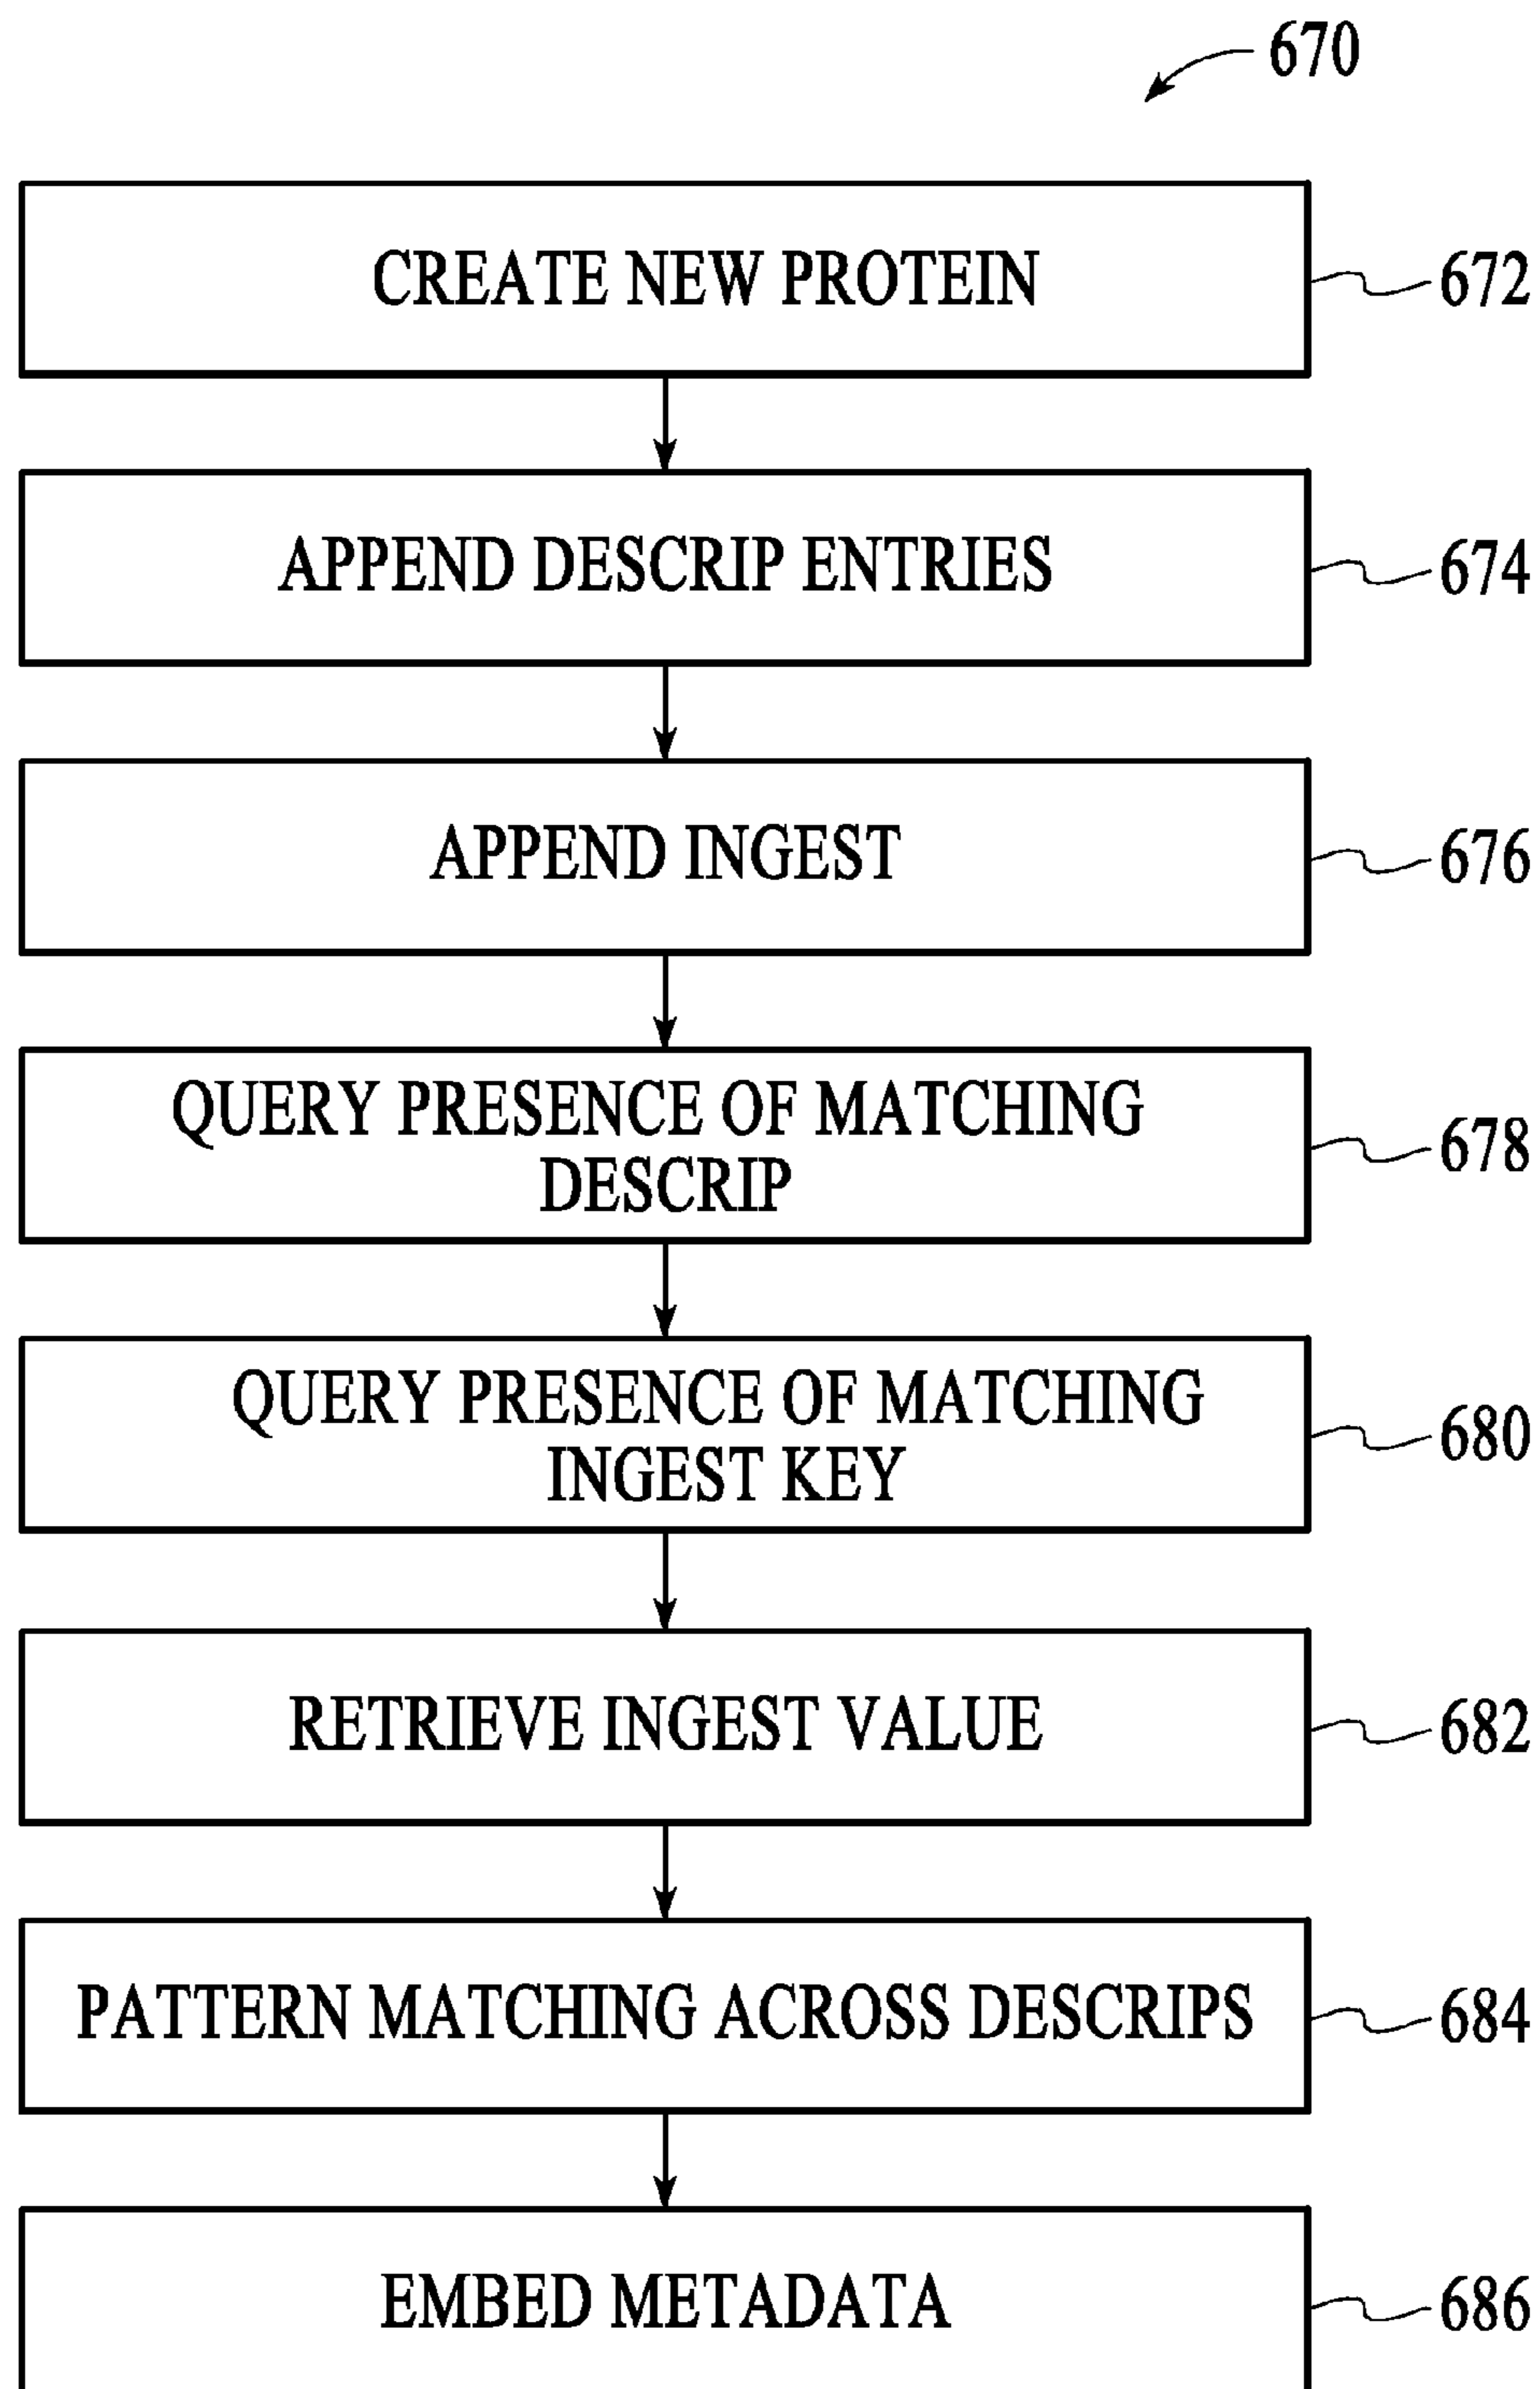 670
CREATE NEW PROTEIN
672
APPEND DESCRIP ENTRIES
674
APPEND INGEST
676
QUERY PRESENCE OF MATCHING
DESCRIP
678
QUERY PRESENCE OF MATCHING
INGEST KEY
680
RETRIEVE INGEST VALUE
682
PATTERN MATCHING ACROSS DESCRIPS
684
EMBED METADATA
686